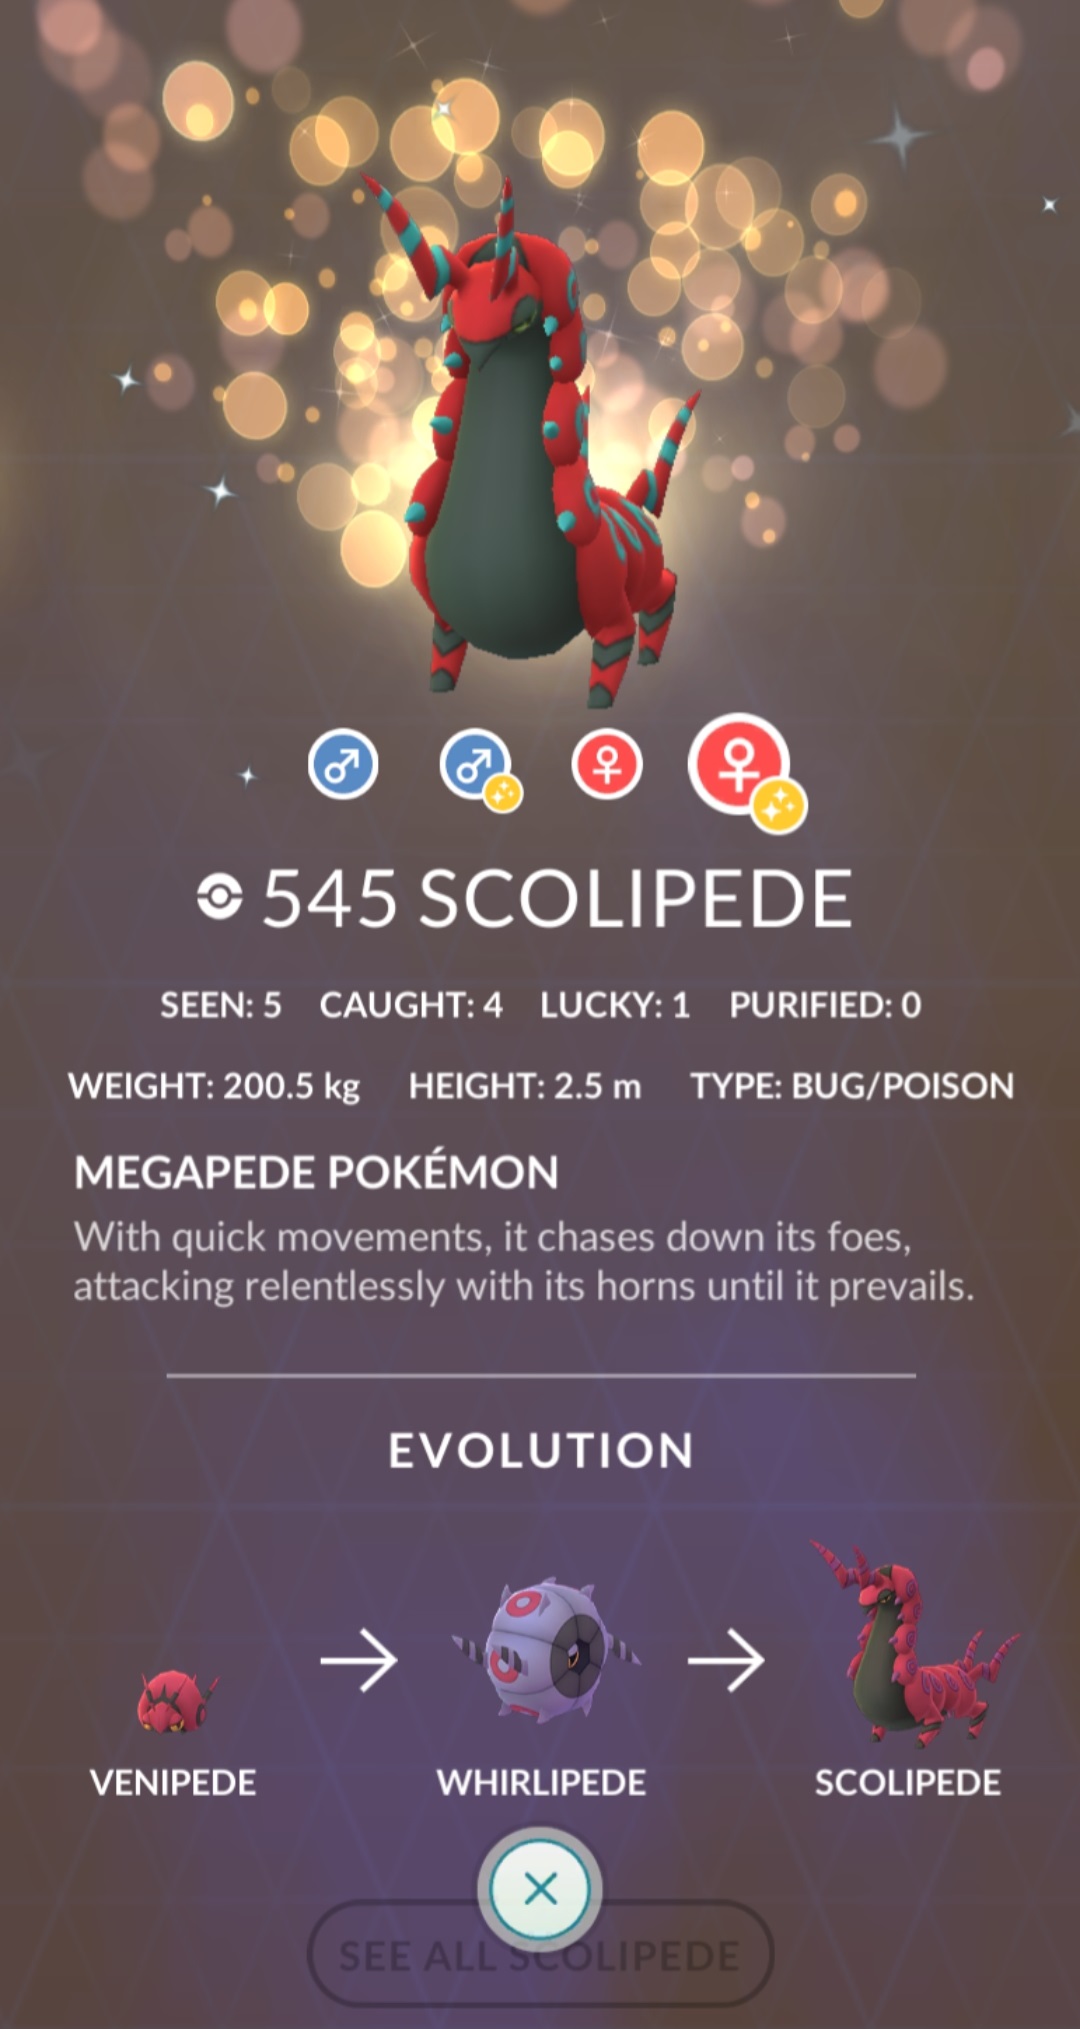 545 SCOLIPEDE
SEEN: 5 CAUGHT: 4 LUCKY: 1 PURIFIED: 0
WEIGHT: 200.5 kg HEIGHT: 2.5 m TYPE: BUG/POISON
MEGAPEDE POKÉMON
With quick movements, it chases down its foes,
attacking relentlessly with its horns until it prevails.
EVOLUTION
VENIPEDE WHIRLIPEDE SCOLIPEDE
SEE ALL SCOLIPEDE